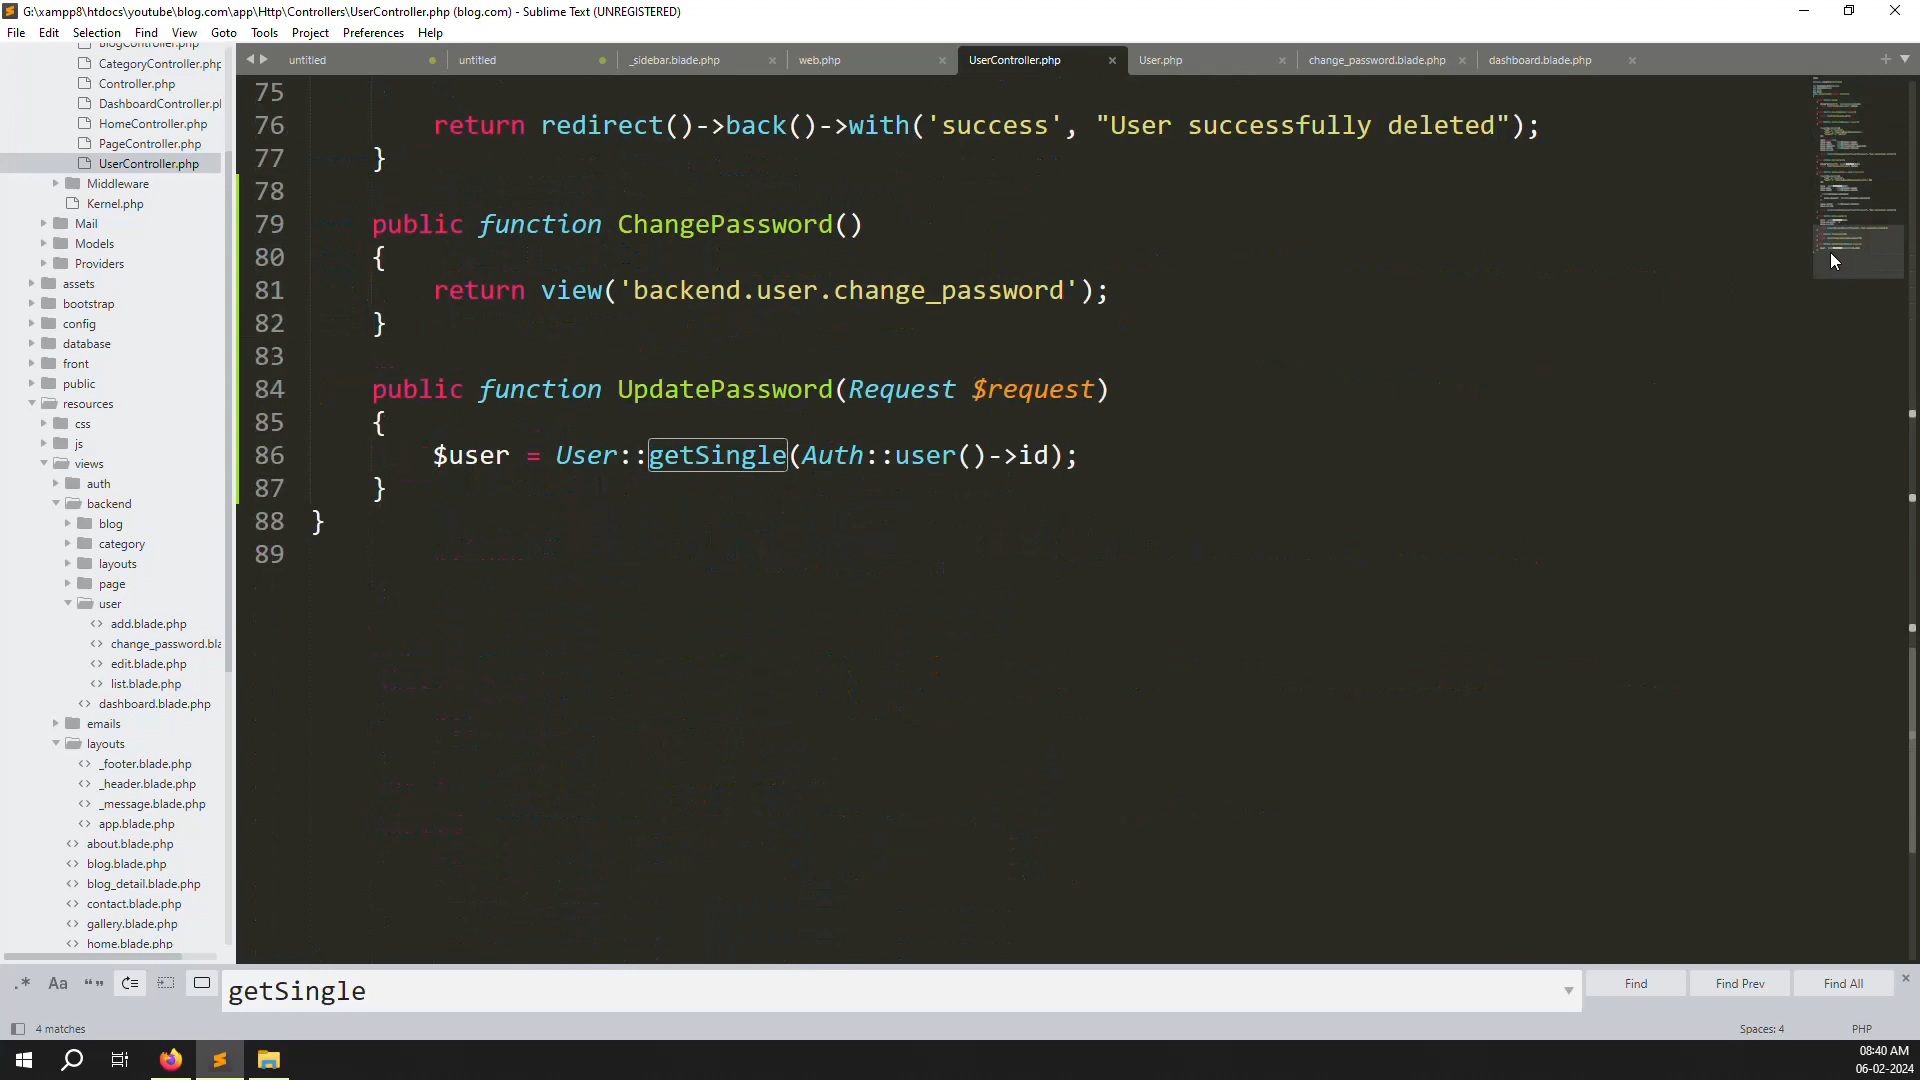 G:\xampp8\htdocs\youtube\blog.com\app\Http\Controllers\UserController.php (blog.com) - Sublime Text (UNREGISTERED)
File Edit Selection Find View Goto Tools Project Preferences Help
BlogController.php
CategoryController.php
Controller.php
DashboardController.p
HomeController.php
PageController.php
UserController.php
Middleware
Kernel.php
Mail
Models
Providers
assets
bootstrap
config
database
front
public
resources
css
js
views
auth
backend
blog
category
layouts
page
user
add.blade.php
change_password.bla
edit.blade.php
list.blade.php
dashboard.blade.php
emails
layouts
_footer.blade.php
_header.blade.php
_message.blade.php
app.blade.php
about.blade.php
blog.blade.php
blog_detail.blade.php
contact.blade.php
gallery.blade.php
home.blade.php
untitled untitled _sidebar.blade.php web.php UserController.php User.php change_password.blade.php dashboard.blade.php
75
76 return redirect()->back()->with('success', "User successfully deleted");
77 }
78
79 public function ChangePassword()
80 {
81 return view('backend.user.change_password');
82 }
83
84 public function UpdatePassword(Request $request)
85 {
86 $user = User::getSingle(Auth::user()->id);
87 }
88 }
89
.* Aa “”
getSingle
Find Find Prev Find All
4 matches Spaces: 4 PHP
08:40 AM
06-02-2024